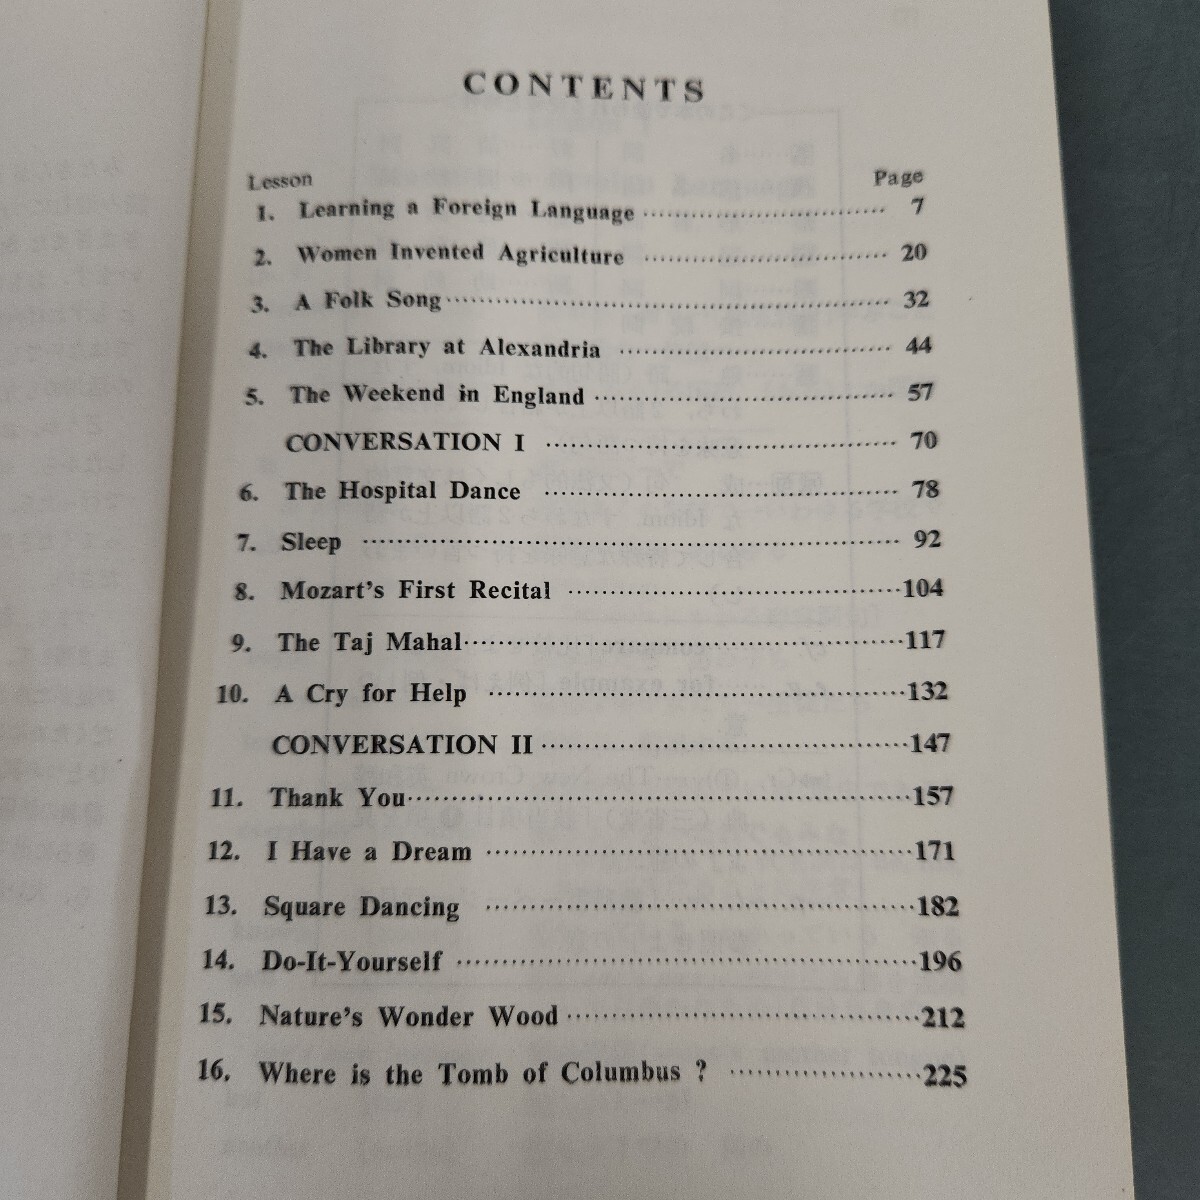 CONTENTS
Lesson Page
1. Learning a Foreign Language 7
2. Women Invented Agriculture 20
3. A Folk Song 32
4. The Library at Alexandria 44
5. The Weekend in England 57
CONVERSATION I 70
6. The Hospital Dance 78
7. Sleep 92
8. Mozart's First Recital 104
9. The Taj Mahal 117
10. A Cry for Help 132
CONVERSATION II 147
11. Thank You 157
12. I Have a Dream 171
13. Square Dancing 182
14. Do-It-Yourself 196
15. Nature's Wonder Wood 212
16. Where is the Tomb of Columbus ? 225